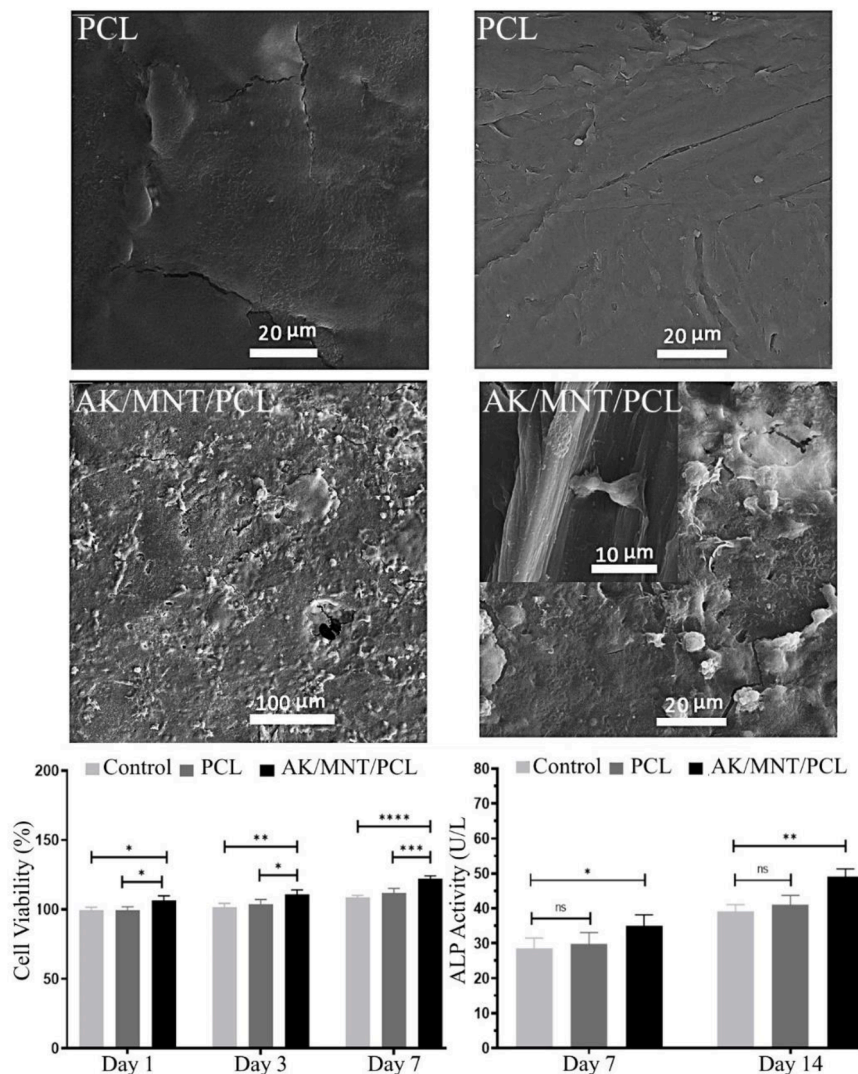 PCL
20 μm
PCL
20 μm
AK/MNT/PCL
100 μm
AK/MNT/PCL
10 μm
20 μm
Control PCL AK/MNT/PCL
Cell Viability (%)
200
150
100
50
0
*
*
**
*
****
***
Day 1 Day 3 Day 7
Control PCL AK/MNT/PCL
ALP Activity (U/L
80
70
60
50
40
30
20
10
0
*
ns
**
ns
Day 7 Day 14